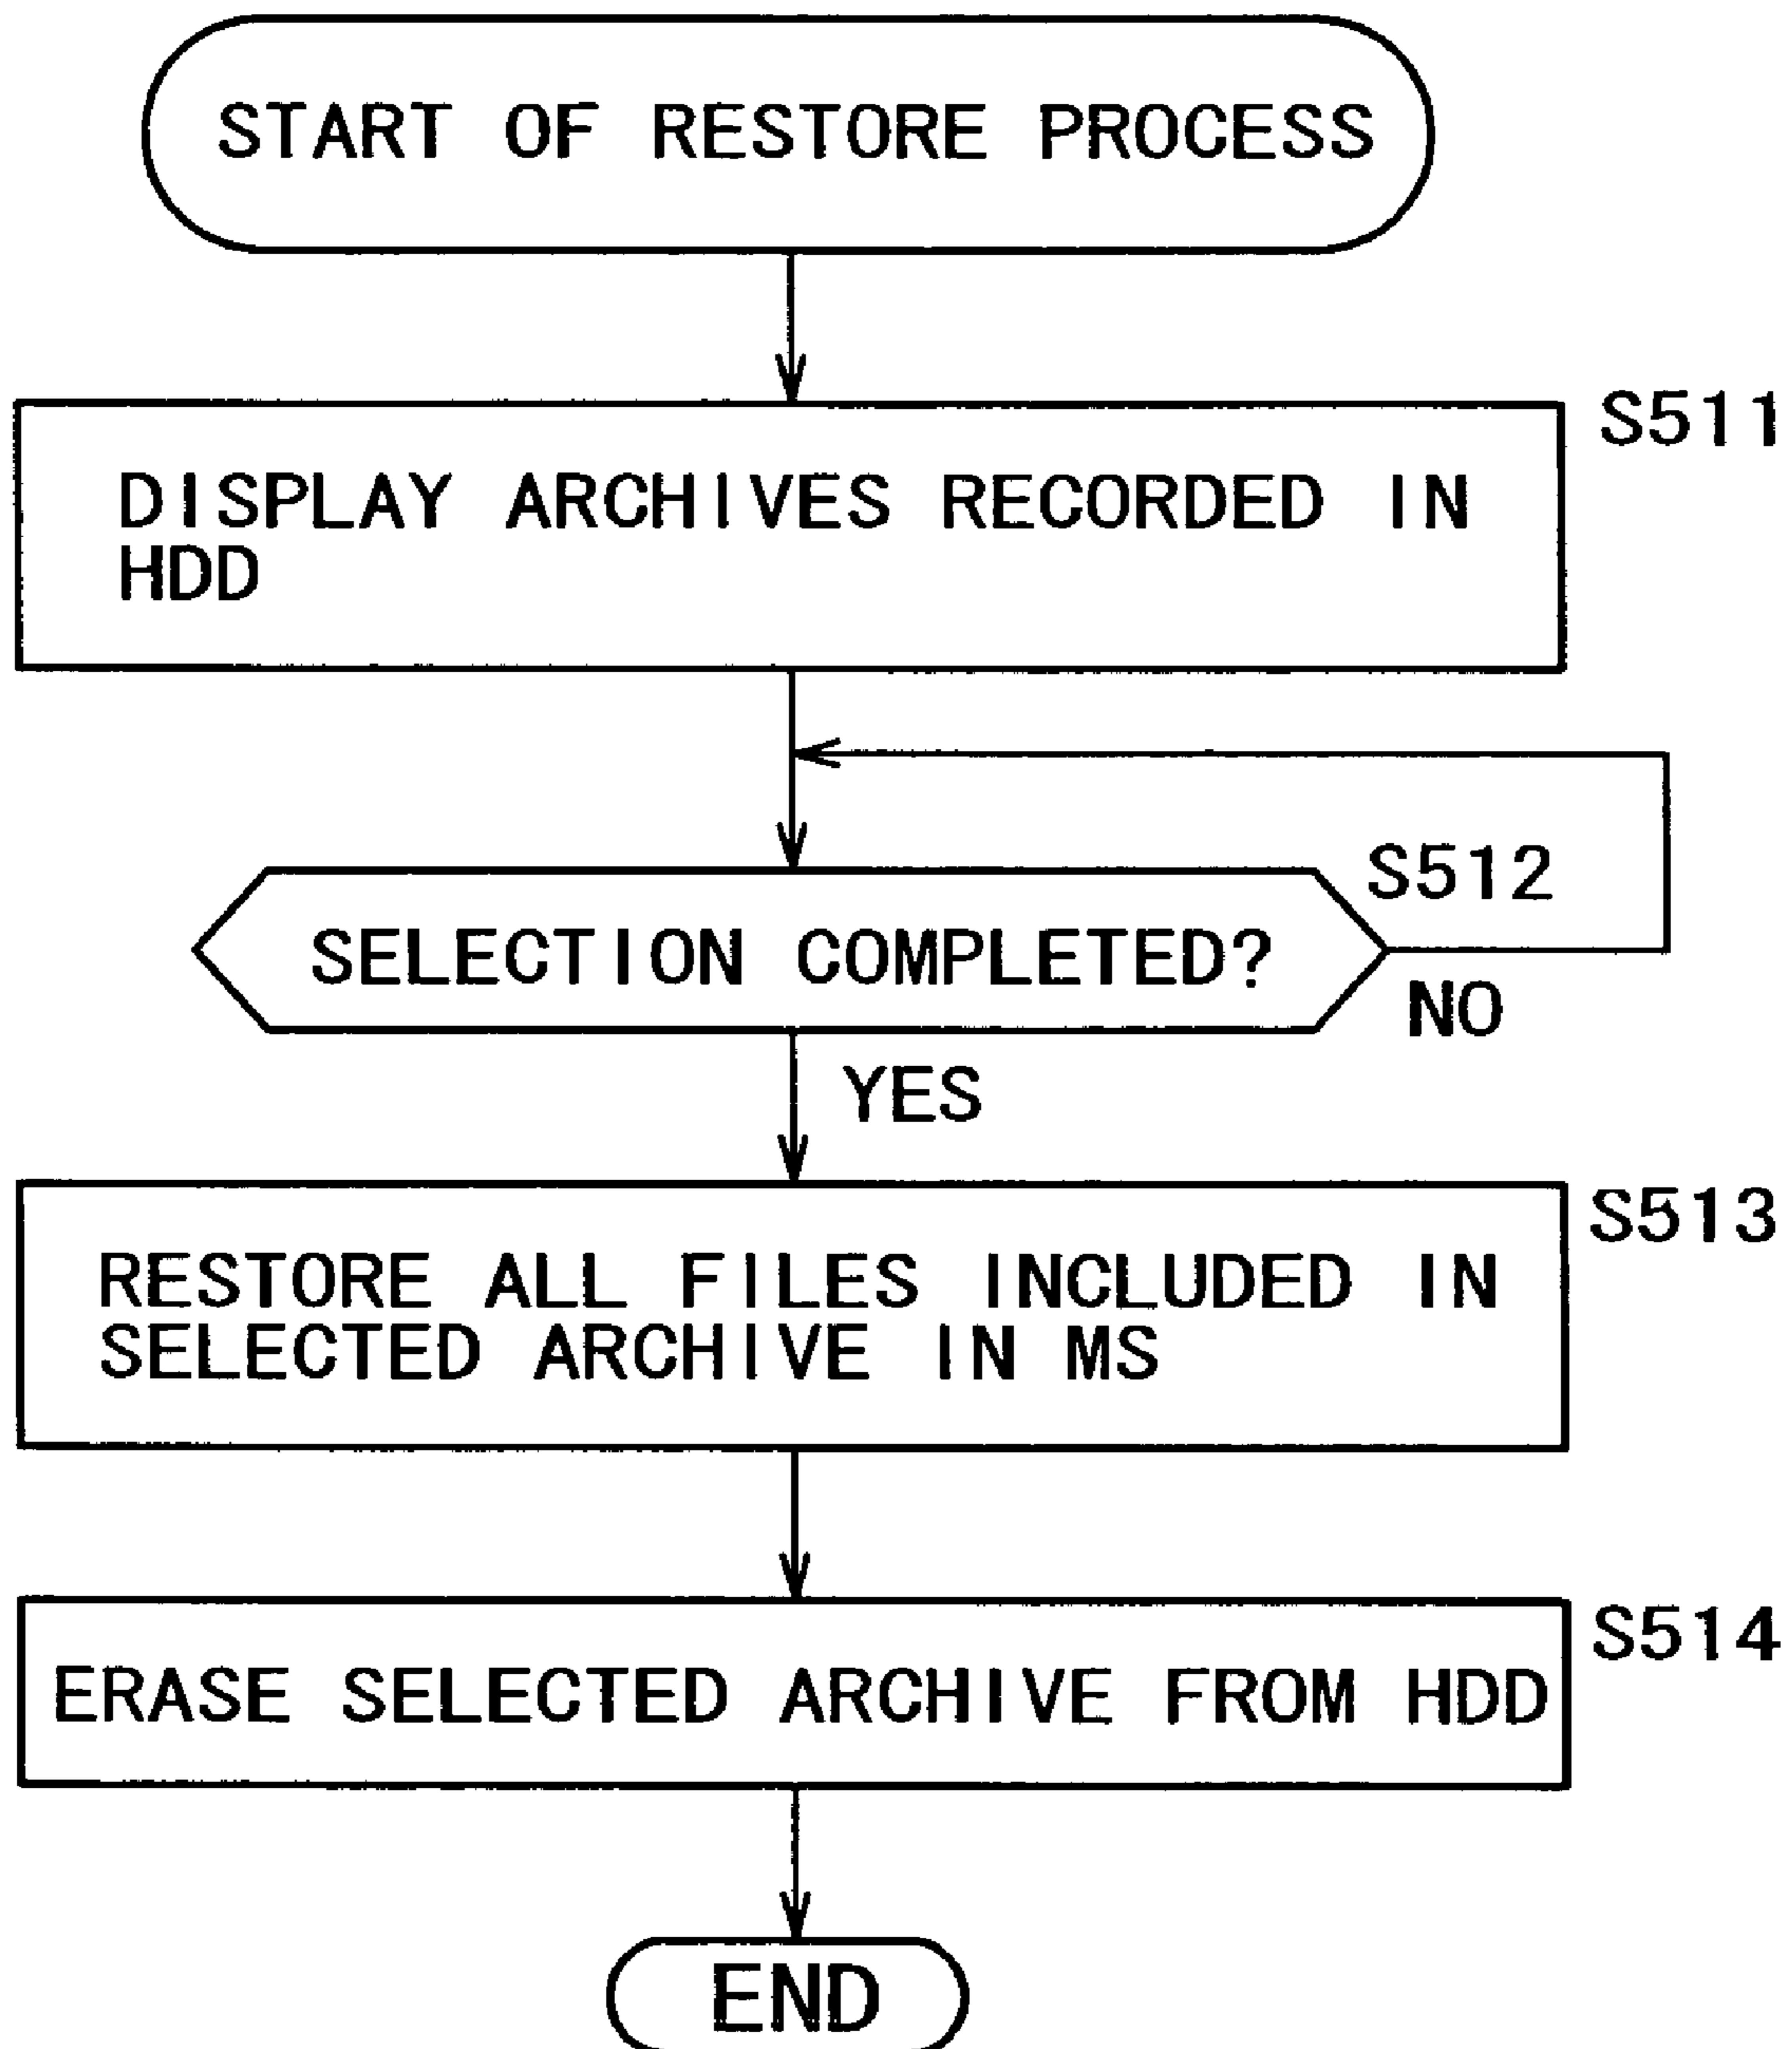 START OF RESTORE PROCESS
S511
DISPLAY ARCHIVES RECORDED IN
HDD
S512
SELECTION COMPLETED?
NO
YES
S513
RESTORE ALL FILES INCLUDED IN
SELECTED ARCHIVE IN MS
S514
ERASE SELECTED ARCHIVE FROM HDD
END